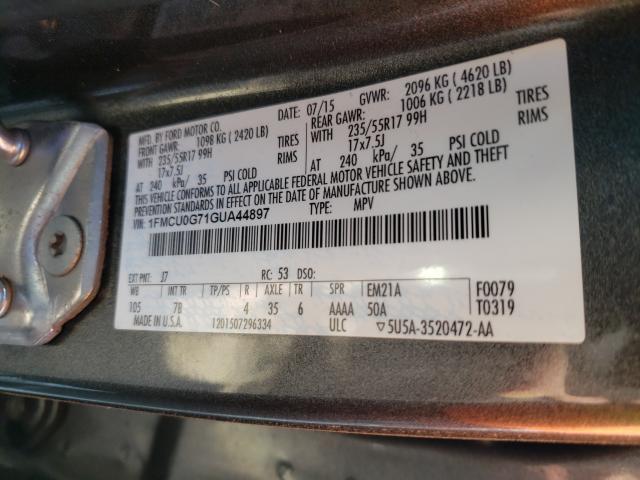 MFD. BY FORD MOTOR CO.
DATE: 07/15 GVWR: 2096 KG ( 4620 LB)
FRONT GAWR: 1098 KG ( 2420 LB) REAR GAWR: 1006 KG ( 2218 LB)
WITH 235/55R17 99H TIRES WITH 235/55R17 99H TIRES
17x7.5J RIMS 17x7.5J RIMS
AT 240 kPa/ 35 PSI COLD AT 240 kPa/ 35 PSI COLD
THIS VEHICLE CONFORMS TO ALL APPLICABLE FEDERAL MOTOR VEHICLE SAFETY AND THEFT
PREVENTION STANDARDS IN EFFECT ON THE DATE OF MANUFACTURE SHOWN ABOVE.
VIN: 1FMCU0G71GUA44897 TYPE: MPV
EXT PNT: J7 RC: 53 DSO:
WB INT TR TP/PS R AXLE TR SPR EM21A F0079
105 7B 4 35 6 AAAA 50A T0319
MADE IN U.S.A. 1201507296334 ULC ▽5U5A-3520472-AA